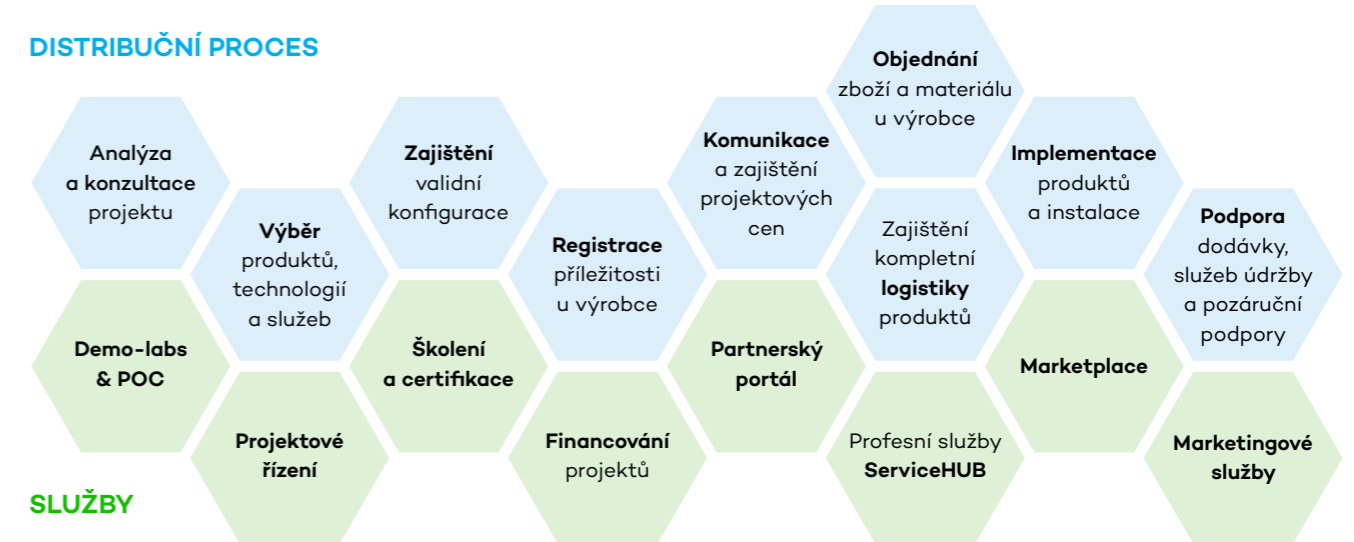 DISTRIBUČNÍ PROCES
Analýza
a konzultace
projektu
Výběr
produktů,
technologií
a služeb
Zajištění
validní
konfigurace
Registrace
příležitosti
u výrobce
Komunikace
a zajištění
projektových
cen
Objednání
zboží a materiálu
u výrobce
Zajištění
kompletní
logistiky
produktů
Implementace
produktů
a instalace
Podpora
dodávky,
služeb údržby
a pozáruční
podpory
Demo-labs
& POC
Projektové
řízení
Školení
a certifikace
Financování
projektů
Partnerský
portál
Profesní služby
ServiceHUB
Marketplace
Marketingové
služby
SLUŽBY